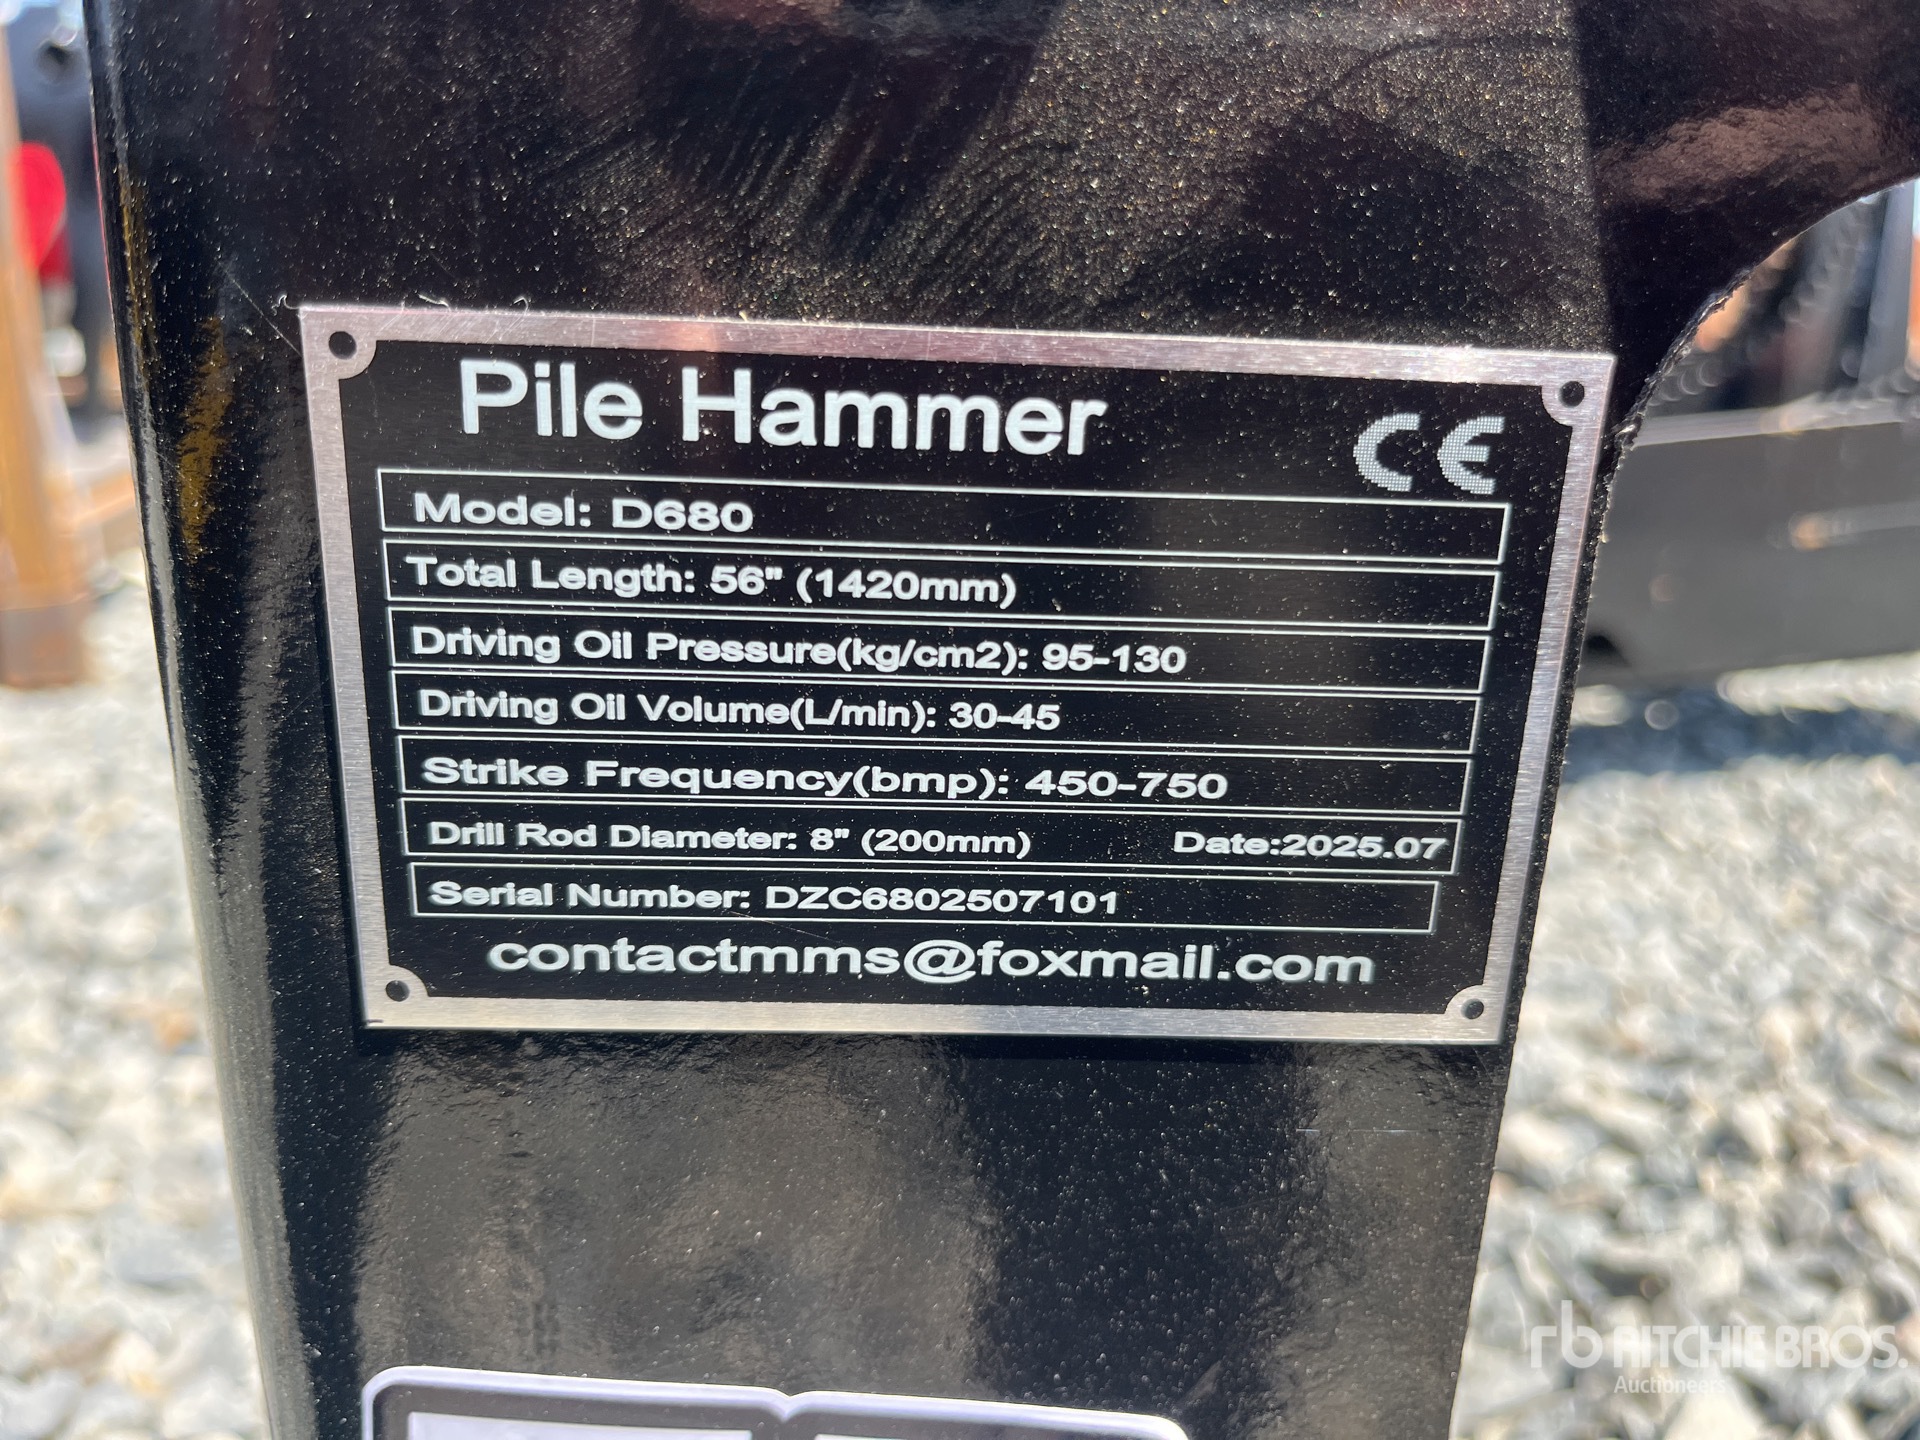 Pile Hammer
CE
Model: D680
Total Length: 56" (1420mm)
Driving Oil Pressure(kg/cm2): 95-130
Driving Oil Volume(L/min): 30-45
Strike Frequency(bmp): 450-750
Drill Rod Diameter: 8" (200mm) Date:2025.07
Serial Number: DZC6802507101
contactmms@foxmail.com
rb RITCHIE BROS.
Auctioneers